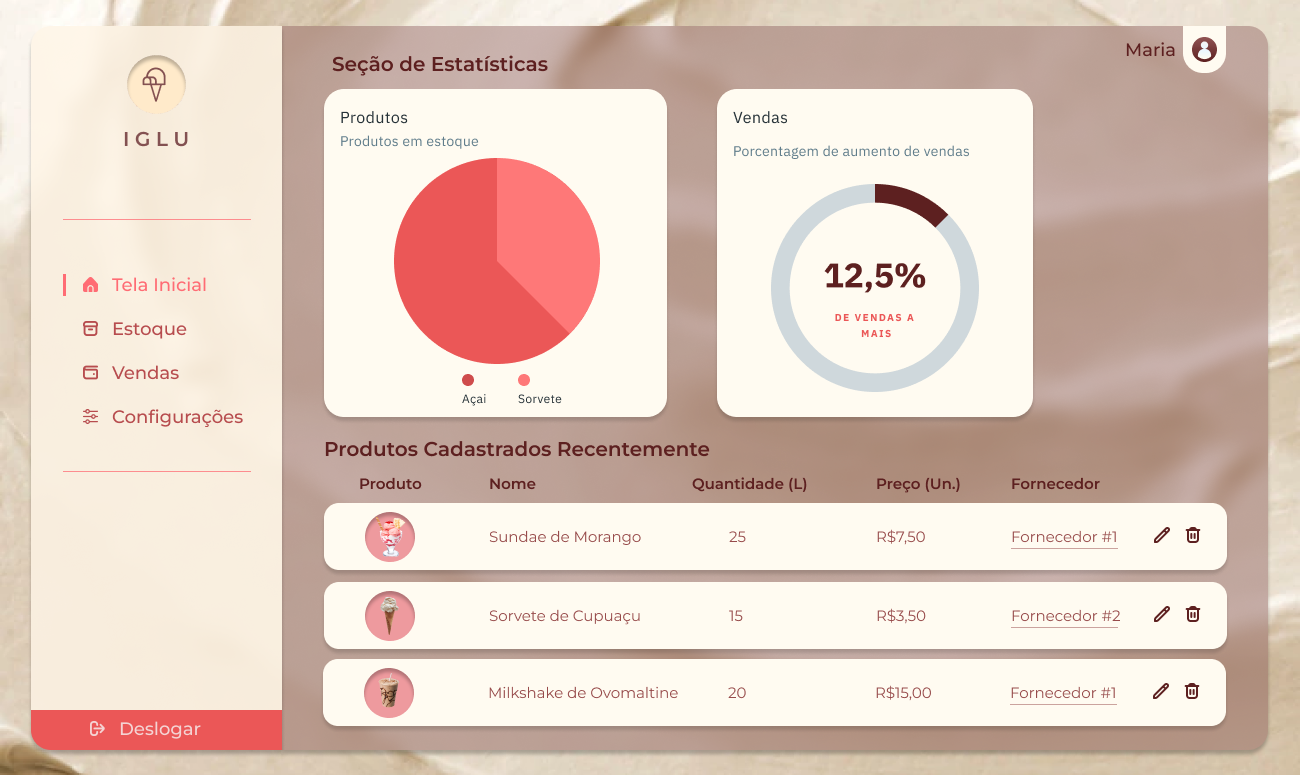 IGLU
Tela Inicial
Estoque
Vendas
Configurações
Deslogar
Maria
Seção de Estatísticas
Produtos
Produtos em estoque
Açai
Sorvete
Vendas
Porcentagem de aumento de vendas
12,5%
DE VENDAS A
MAIS
Produtos Cadastrados Recentemente
Produto Nome Quantidade (L) Preço (Un.) Fornecedor
Sundae de Morango 25 R$7,50 Fornecedor #1
Sorvete de Cupuaçu 15 R$3,50 Fornecedor #2
Milkshake de Ovomaltine 20 R$15,00 Fornecedor #1